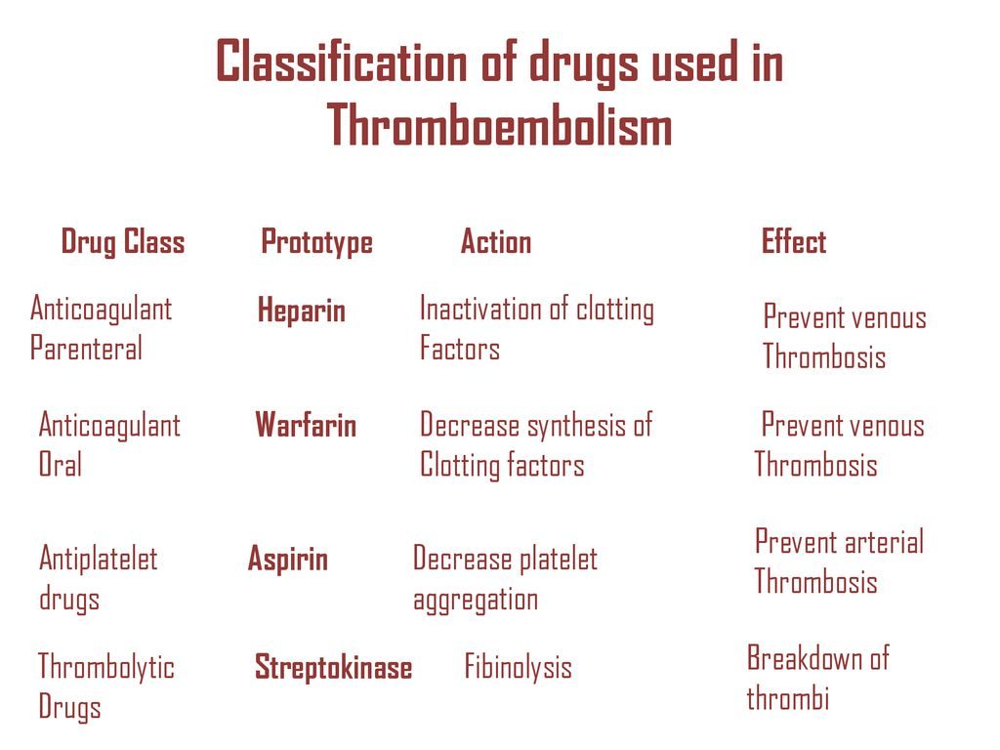 Classification of drugs used in
Thromboembolism
Drug Class Prototype Action Effect
Anticoagulant Heparin Inactivation of clotting Prevent venous
Parenteral Factors Thrombosis
Anticoagulant Warfarin Decrease synthesis of Prevent venous
Oral Clotting factors Thrombosis
Antiplatelet Aspirin Decrease platelet Prevent arterial
drugs aggregation Thrombosis
Thrombolytic Streptokinase Fibinolysis Breakdown of
Drugs thrombi